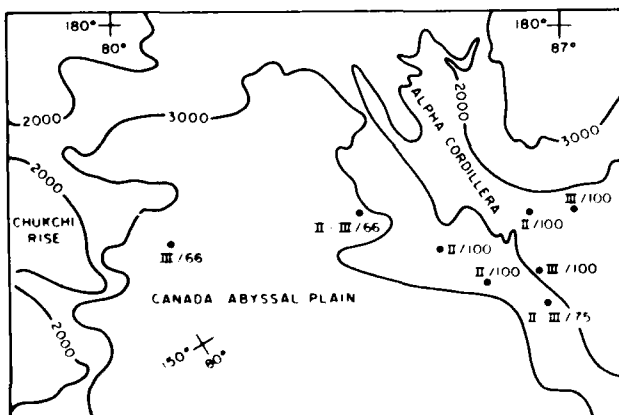 180°
80°
180°
87°
2000
3000
2000
3000
ALPHA CORDILLERA
2000
CHUKCHI
RISE
III/100
II/100
II - III/66
III/66
II/100
III/100
II/100
II III/75
CANADA ABYSSAL PLAIN
2000
150°
80°